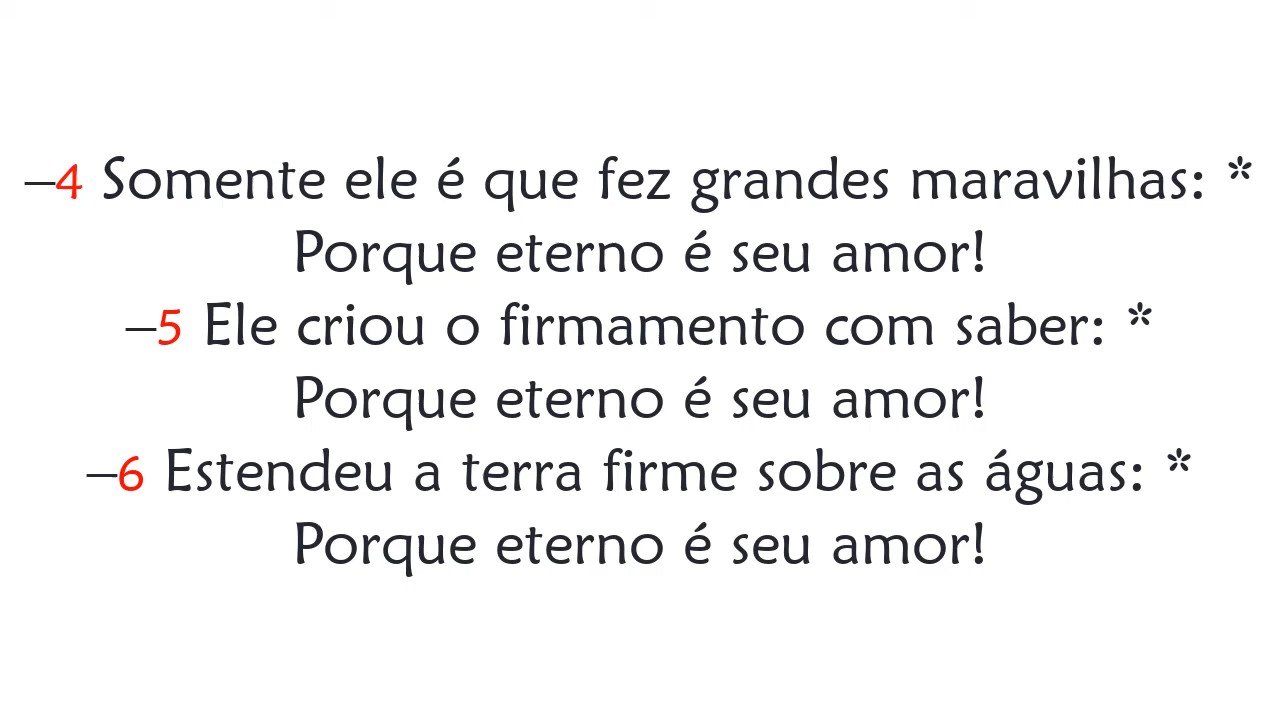 –4 Somente ele é que fez grandes maravilhas: *
Porque eterno é seu amor!
–5 Ele criou o firmamento com saber: *
Porque eterno é seu amor!
–6 Estendeu a terra firme sobre as águas: *
Porque eterno é seu amor!